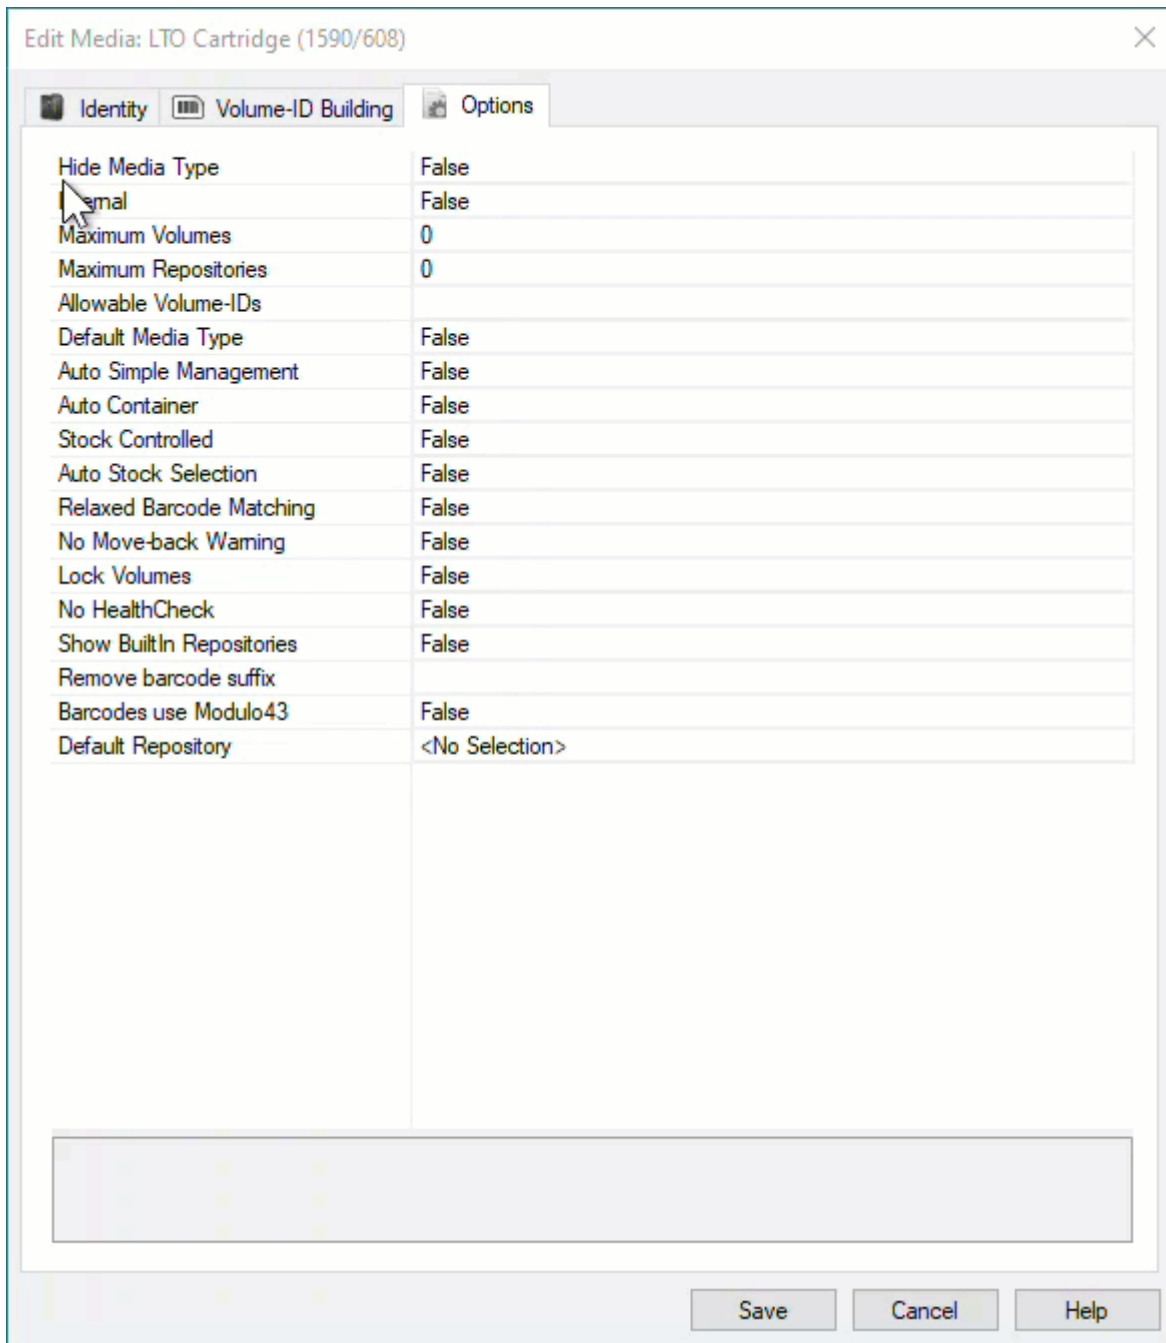 Edit Media: LTO Cartridge (1590/608)
Identity Volume-ID Building Options
Hide Media Type False
False
Maximum Volumes 0
Maximum Repositories 0
Allowable Volume-IDs
Default Media Type False
Auto Simple Management False
Auto Container False
Stock Controlled False
Auto Stock Selection False
Relaxed Barcode Matching False
No Move-back Warning False
Lock Volumes False
No HealthCheck False
Show BuiltIn Repositories False
Remove barcode suffix
Barcodes use Modulo43 False
Default Repository <No Selection>
Save Cancel Help